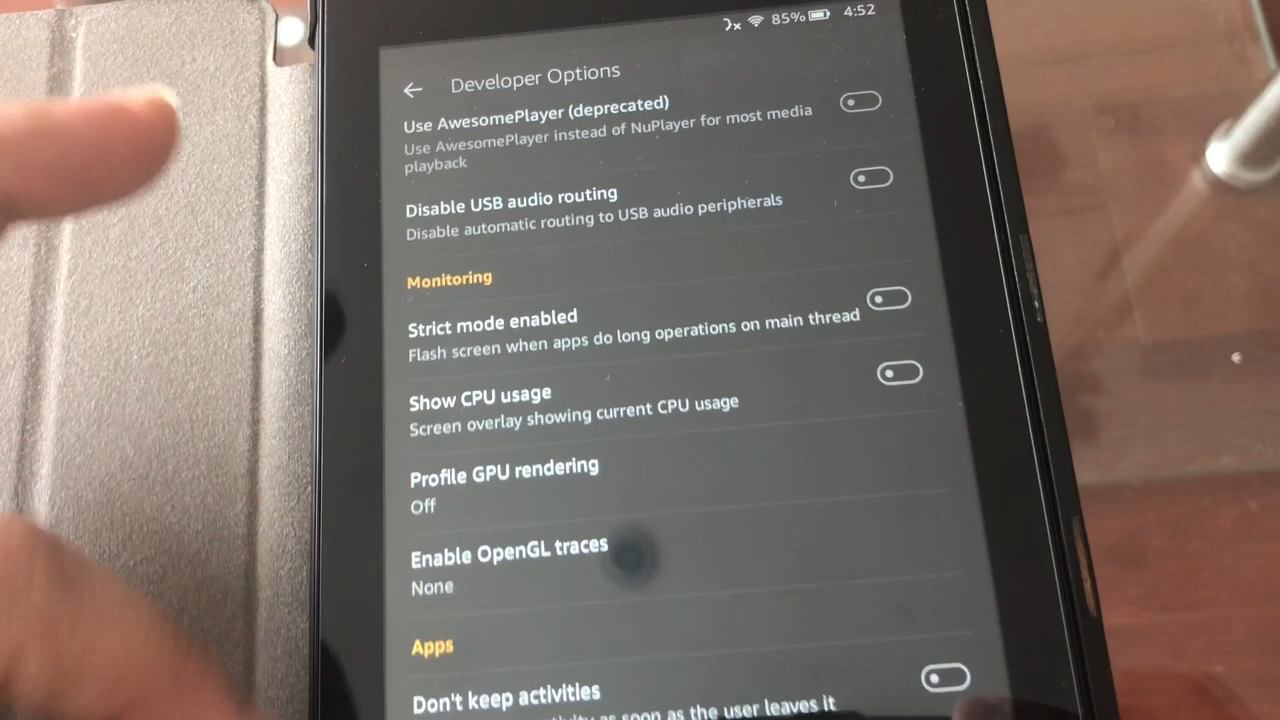 85% 4:52
Developer Options
Use AwesomePlayer (deprecated)
Use AwesomePlayer instead of NuPlayer for most media
playback
Disable USB audio routing
Disable automatic routing to USB audio peripherals
Monitoring
Strict mode enabled
Flash screen when apps do long operations on main thread
Show CPU usage
Screen overlay showing current CPU usage
Profile GPU rendering
Off
Enable OpenGL traces
None
Apps
Don't keep activities
as soon as the user leaves it